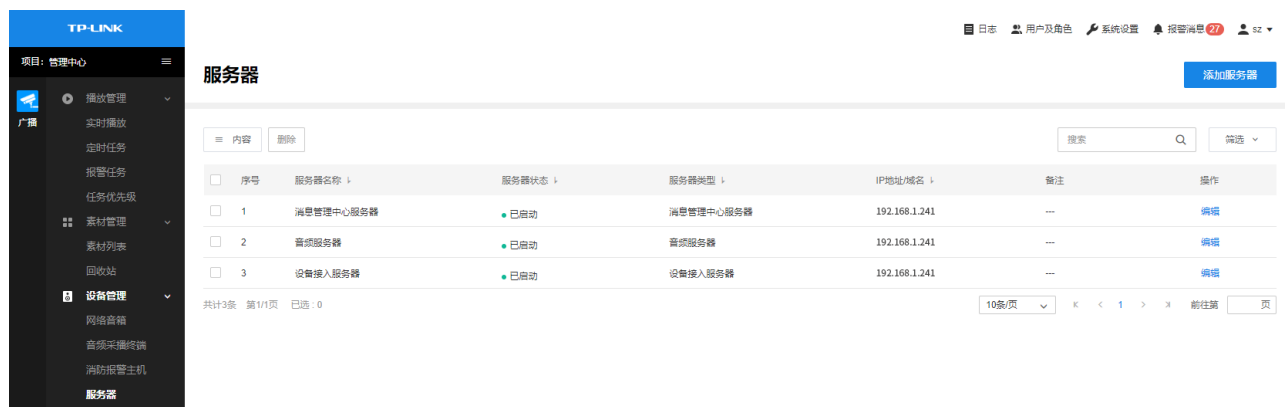 TP-LINK
日志 用户及角色 系统设置 报警消息 27 sz
项目：管理中心
服务器
添加服务器
广播
播放管理
实时播放
定时任务
报警任务
任务优先级
素材管理
素材列表
回收站
设备管理
网络音箱
音频采播终端
消防报警主机
服务器
内容 删除 搜索 筛选
序号 服务器名称 服务器状态 服务器类型 IP地址/域名 备注 操作
1 消息管理中心服务器 已启动 消息管理中心服务器 192.168.1.241 --- 编辑
2 音频服务器 已启动 音频服务器 192.168.1.241 --- 编辑
3 设备接入服务器 已启动 设备接入服务器 192.168.1.241 --- 编辑
共计3条 第1/1页 已选：0 10条/页 1 前往第 页